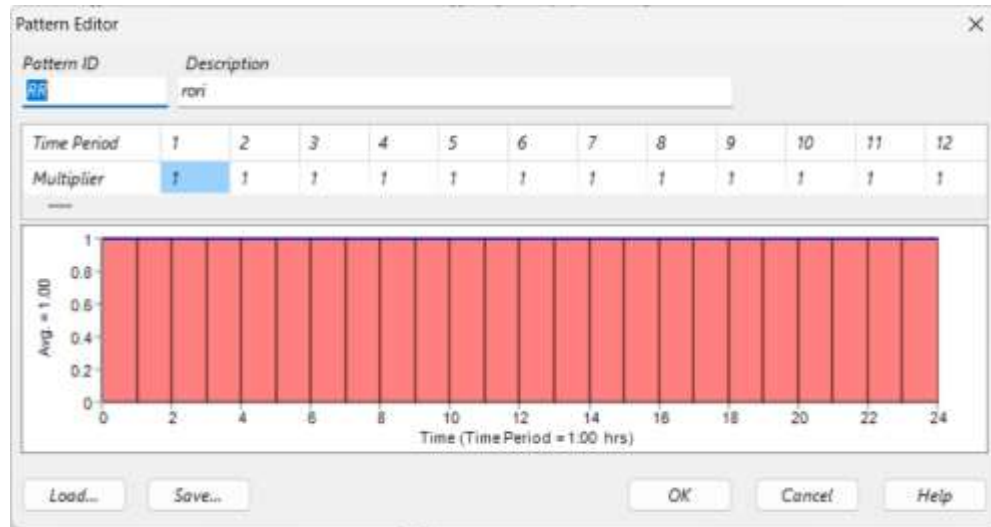 Pattern Editor
Pattern ID Description
RR rori
Time Period 1 2 3 4 5 6 7 8 9 10 11 12
Multiplier 1 1 1 1 1 1 1 1 1 1 1 1
Avg. = 1.00
1
0.8
0.6
0.4
0.2
0
0 2 4 6 8 10 12 14 16 18 20 22 24
Time (Time Period = 1:00 hrs)
Load... Save... OK Cancel Help